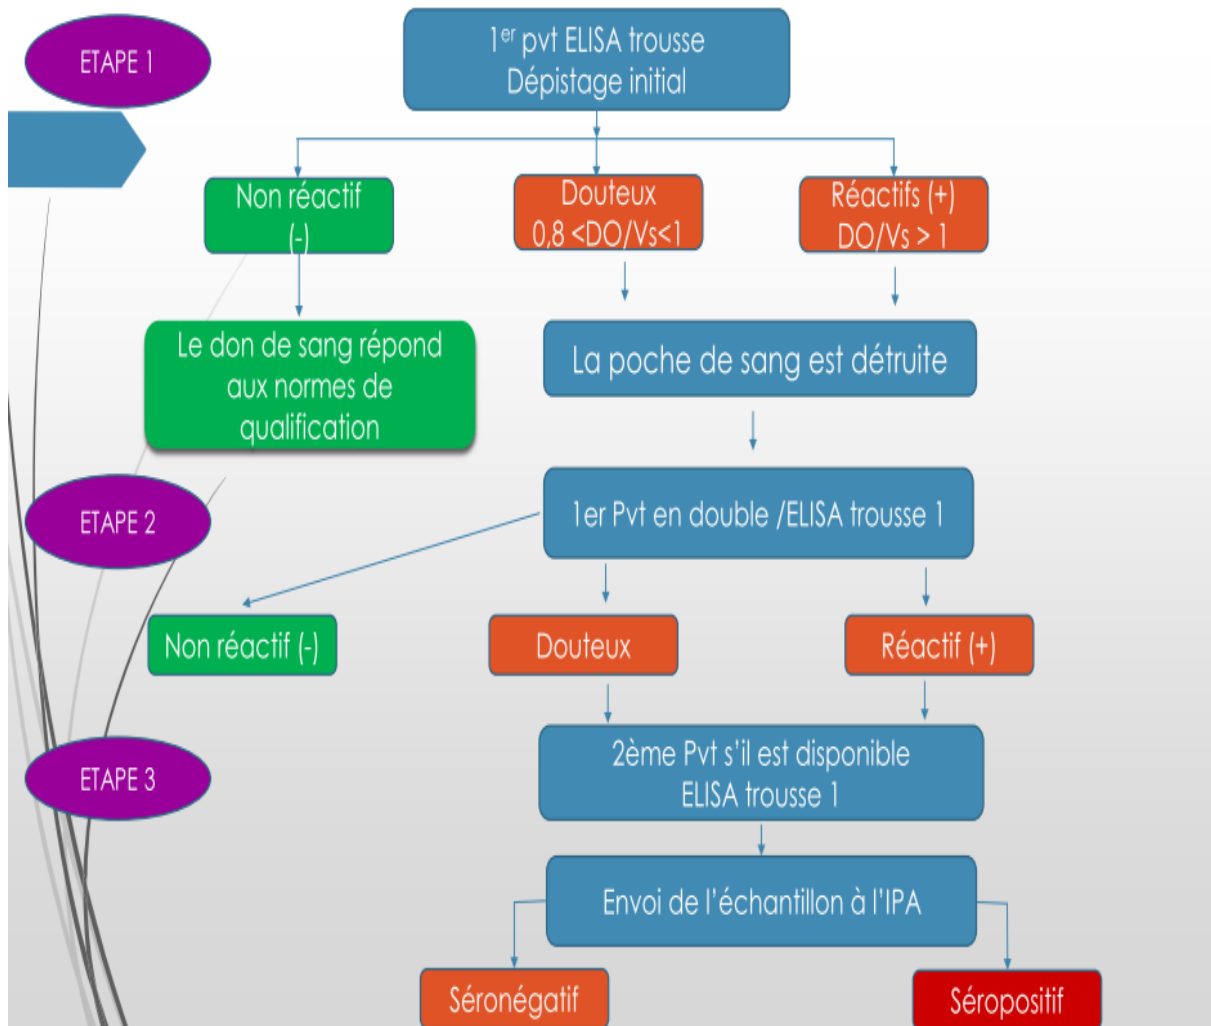 ETAPE 1
1er pvt ELISA trousse
Dépistage initial
Non réactif
(-)
Douteux
0,8 <DO/Vs<1
Réactifs (+)
DO/Vs > 1
Le don de sang répond
aux normes de
qualification
La poche de sang est détruite
ETAPE 2
1er Pvt en double /ELISA trousse 1
Non réactif (-)
Douteux
Réactif (+)
ETAPE 3
2ème Pvt s’il est disponible
ELISA trousse 1
Envoi de l’échantillon à l’IPA
Séronégatif
Séropositif